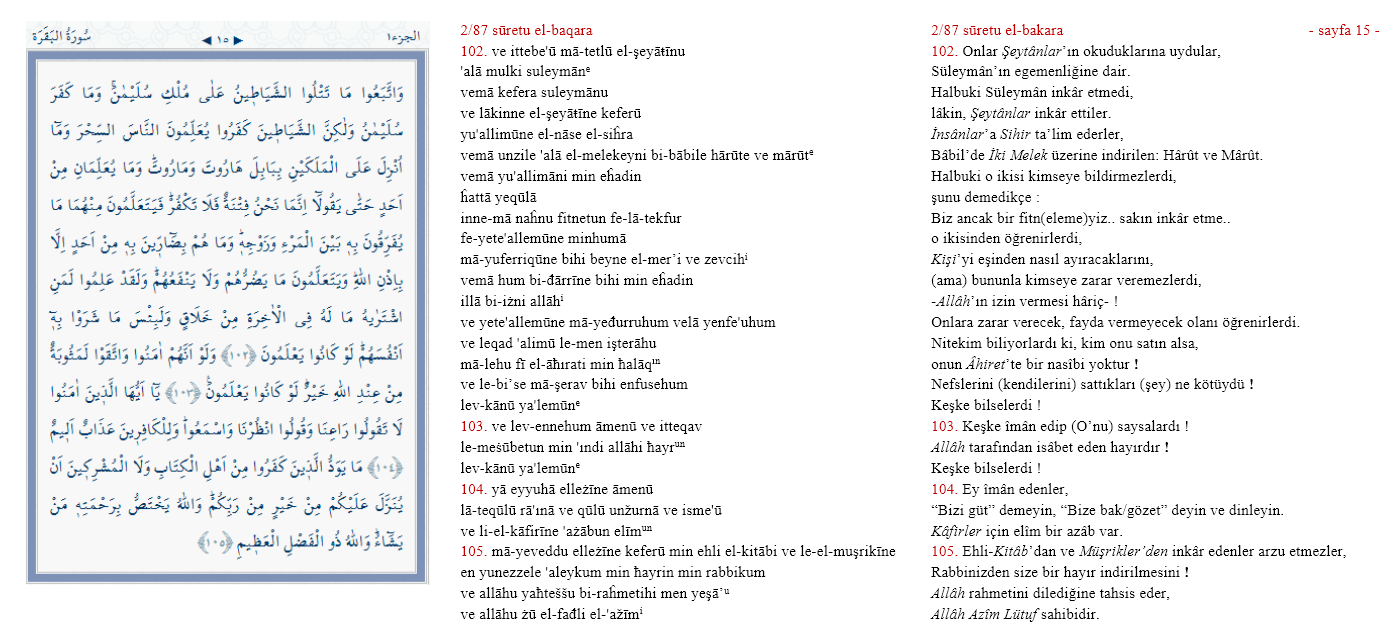 سُورَةُ الْبَقَرَةِ
◀ ١٥ ▶
الجزء١
وَاتَّبَعُوا مَا تَتْلُوا الشَّيَاط۪ينُ عَلٰى مُلْكِ سُلَيْمٰنَۚ وَمَا كَفَرَ
سُلَيْمٰنُ وَلٰكِنَّ الشَّيَاط۪ينَ كَفَرُوا يُعَلِّمُونَ النَّاسَ السِّحْرَ وَمَٓا
اُنْزِلَ عَلَى الْمَلَكَيْنِ بِبَابِلَ هَارُوتَ وَمَارُوتَۜ وَمَا يُعَلِّمَانِ مِنْ
اَحَدٍ حَتّٰى يَقُولَٓا اِنَّمَا نَحْنُ فِتْنَةٌ فَلَا تَكْفُرْۜ فَيَتَعَلَّمُونَ مِنْهُمَا مَا
يُفَرِّقُونَ بِه۪ بَيْنَ الْمَرْءِ وَزَوْجِه۪ۜ وَمَا هُمْ بِضَٓارّ۪ينَ بِه۪ مِنْ اَحَدٍ اِلَّا
بِاِذْنِ اللّٰهِۜ وَيَتَعَلَّمُونَ مَا يَضُرُّهُمْ وَلَا يَنْفَعُهُمْۜ وَلَقَدْ عَلِمُوا لَمَنِ
اشْتَرٰيهُ مَا لَهُ فِي الْاٰخِرَةِ مِنْ خَلَاقٍ وَلَبِئْسَ مَا شَرَوْا بِه۪ٓ
اَنْفُسَهُمْۜ لَوْ كَانُوا يَعْلَمُونَ ﴿١٠٢﴾ وَلَوْ اَنَّهُمْ اٰمَنُوا وَاتَّقَوْا لَمَثُوبَةٌ
مِنْ عِنْدِ اللّٰهِ خَيْرٌۜ لَوْ كَانُوا يَعْلَمُونَ۟ ﴿١٠٣﴾ يَٓا اَيُّهَا الَّذ۪ينَ اٰمَنُوا
لَا تَقُولُوا رَاعِنَا وَقُولُوا انْظُرْنَا وَاسْمَعُواۜ وَلِلْكَافِر۪ينَ عَذَابٌ اَل۪يمٌ
﴿١٠٤﴾ مَا يَوَدُّ الَّذ۪ينَ كَفَرُوا مِنْ اَهْلِ الْكِتَابِ وَلَا الْمُشْرِك۪ينَ اَنْ
يُنَزَّلَ عَلَيْكُمْ مِنْ خَيْرٍ مِنْ رَبِّكُمْۜ وَاللّٰهُ يَخْتَصُّ بِرَحْمَتِه۪ مَنْ
يَشَٓاءُۜ وَاللّٰهُ ذُو الْفَضْلِ الْعَظ۪يمِ ﴿١٠٥﴾
2/87 sūretu el-baqara
102. ve ittebe'ū mā-tetlū el-şeyāŧīnu
'alā mulki suleymānᵉ
vemā kefera suleymānu
ve lākinne el-şeyāŧīne keferū
yu'allimūne el-nāse el-siĥra
vemā unzile 'alā el-melekeyni bi-bābile hārūte ve mārūtᵉ
vemā yu'allimāni min eĥadin
ĥattā yeqūlā
inne-mā naĥnu fitnetun fe-lā-tekfur
fe-yete'allemūne minhumā
mā-yuferriqūne bihi beyne el-mer’i ve zevcihⁱ
vemā hum bi-đārrīne bihi min eĥadin
illā bi-iżni allāhⁱ
ve yete'allemūne mā-yeđurruhum velā yenfe'uhum
ve leqad 'alimū le-men işterāhu
mā-lehu fī el-āħırati min ħalāqⁱⁿ
ve le-bi’se mā-şerav bihi enfusehum
lev-kānū ya'lemūnᵉ
103. ve lev-ennehum āmenū ve itteqav
le-meŝūbetun min 'ındi allāhi ħayrᵘⁿ
lev-kānū ya'lemūnᵉ
104. yā eyyuhā elleżīne āmenū
lā-teqūlū rā'ınā ve qūlū unžurnā ve isme'ū
ve li-el-kāfirīne 'ażābun elīmᵘⁿ
105. mā-yeveddu elleżīne keferū min ehli el-kitābi ve le-el-muşrikīne
en yunezzele 'aleykum min ħayrin min rabbikum
ve allāhu yaħteššu bi-raĥmetihi men yeşā’ᵘ
ve allāhu żū el-fađli el-'ažīmⁱ
2/87 sūretu el-bakara - sayfa 15 -
102. Onlar Şeytânlar’ın okuduklarına uydular,
Süleymân’ın egemenliğine dair.
Halbuki Süleymân inkâr etmedi,
lâkin, Şeytânlar inkâr ettiler.
İnsânlar’a Sihir ta’lim ederler,
Bâbil’de İki Melek üzerine indirilen: Hârût ve Mârût.
Halbuki o ikisi kimseye bildirmezlerdi,
şunu demedikçe :
Biz ancak bir fitn(eleme)yiz.. sakın inkâr etme..
o ikisinden öğrenirlerdi,
Kişi’yi eşinden nasıl ayıracaklarını,
(ama) bununla kimseye zarar veremezlerdi,
-Allâh’ın izin vermesi hâriç- !
Onlara zarar verecek, fayda vermeyecek olanı öğrenirlerdi.
Nitekim biliyorlardı ki, kim onu satın alsa,
onun Âhiret’te bir nasîbi yoktur !
Nefslerini (kendilerini) sattıkları (şey) ne kötüydü !
Keşke bilselerdi !
103. Keşke îmân edip (O’nu) saysalardı !
Allâh tarafından isâbet eden hayırdır !
Keşke bilselerdi !
104. Ey îmân edenler,
“Bizi güt” demeyin, “Bize bak/gözet” deyin ve dinleyin.
Kâfirler için elîm bir azâb var.
105. Ehli-Kitâb’dan ve Müşrikler’den inkâr edenler arzu etmezler,
Rabbinizden size bir hayır indirilmesini !
Allâh rahmetini dilediğine tahsis eder,
Allâh Azîm Lütuf sahibidir.